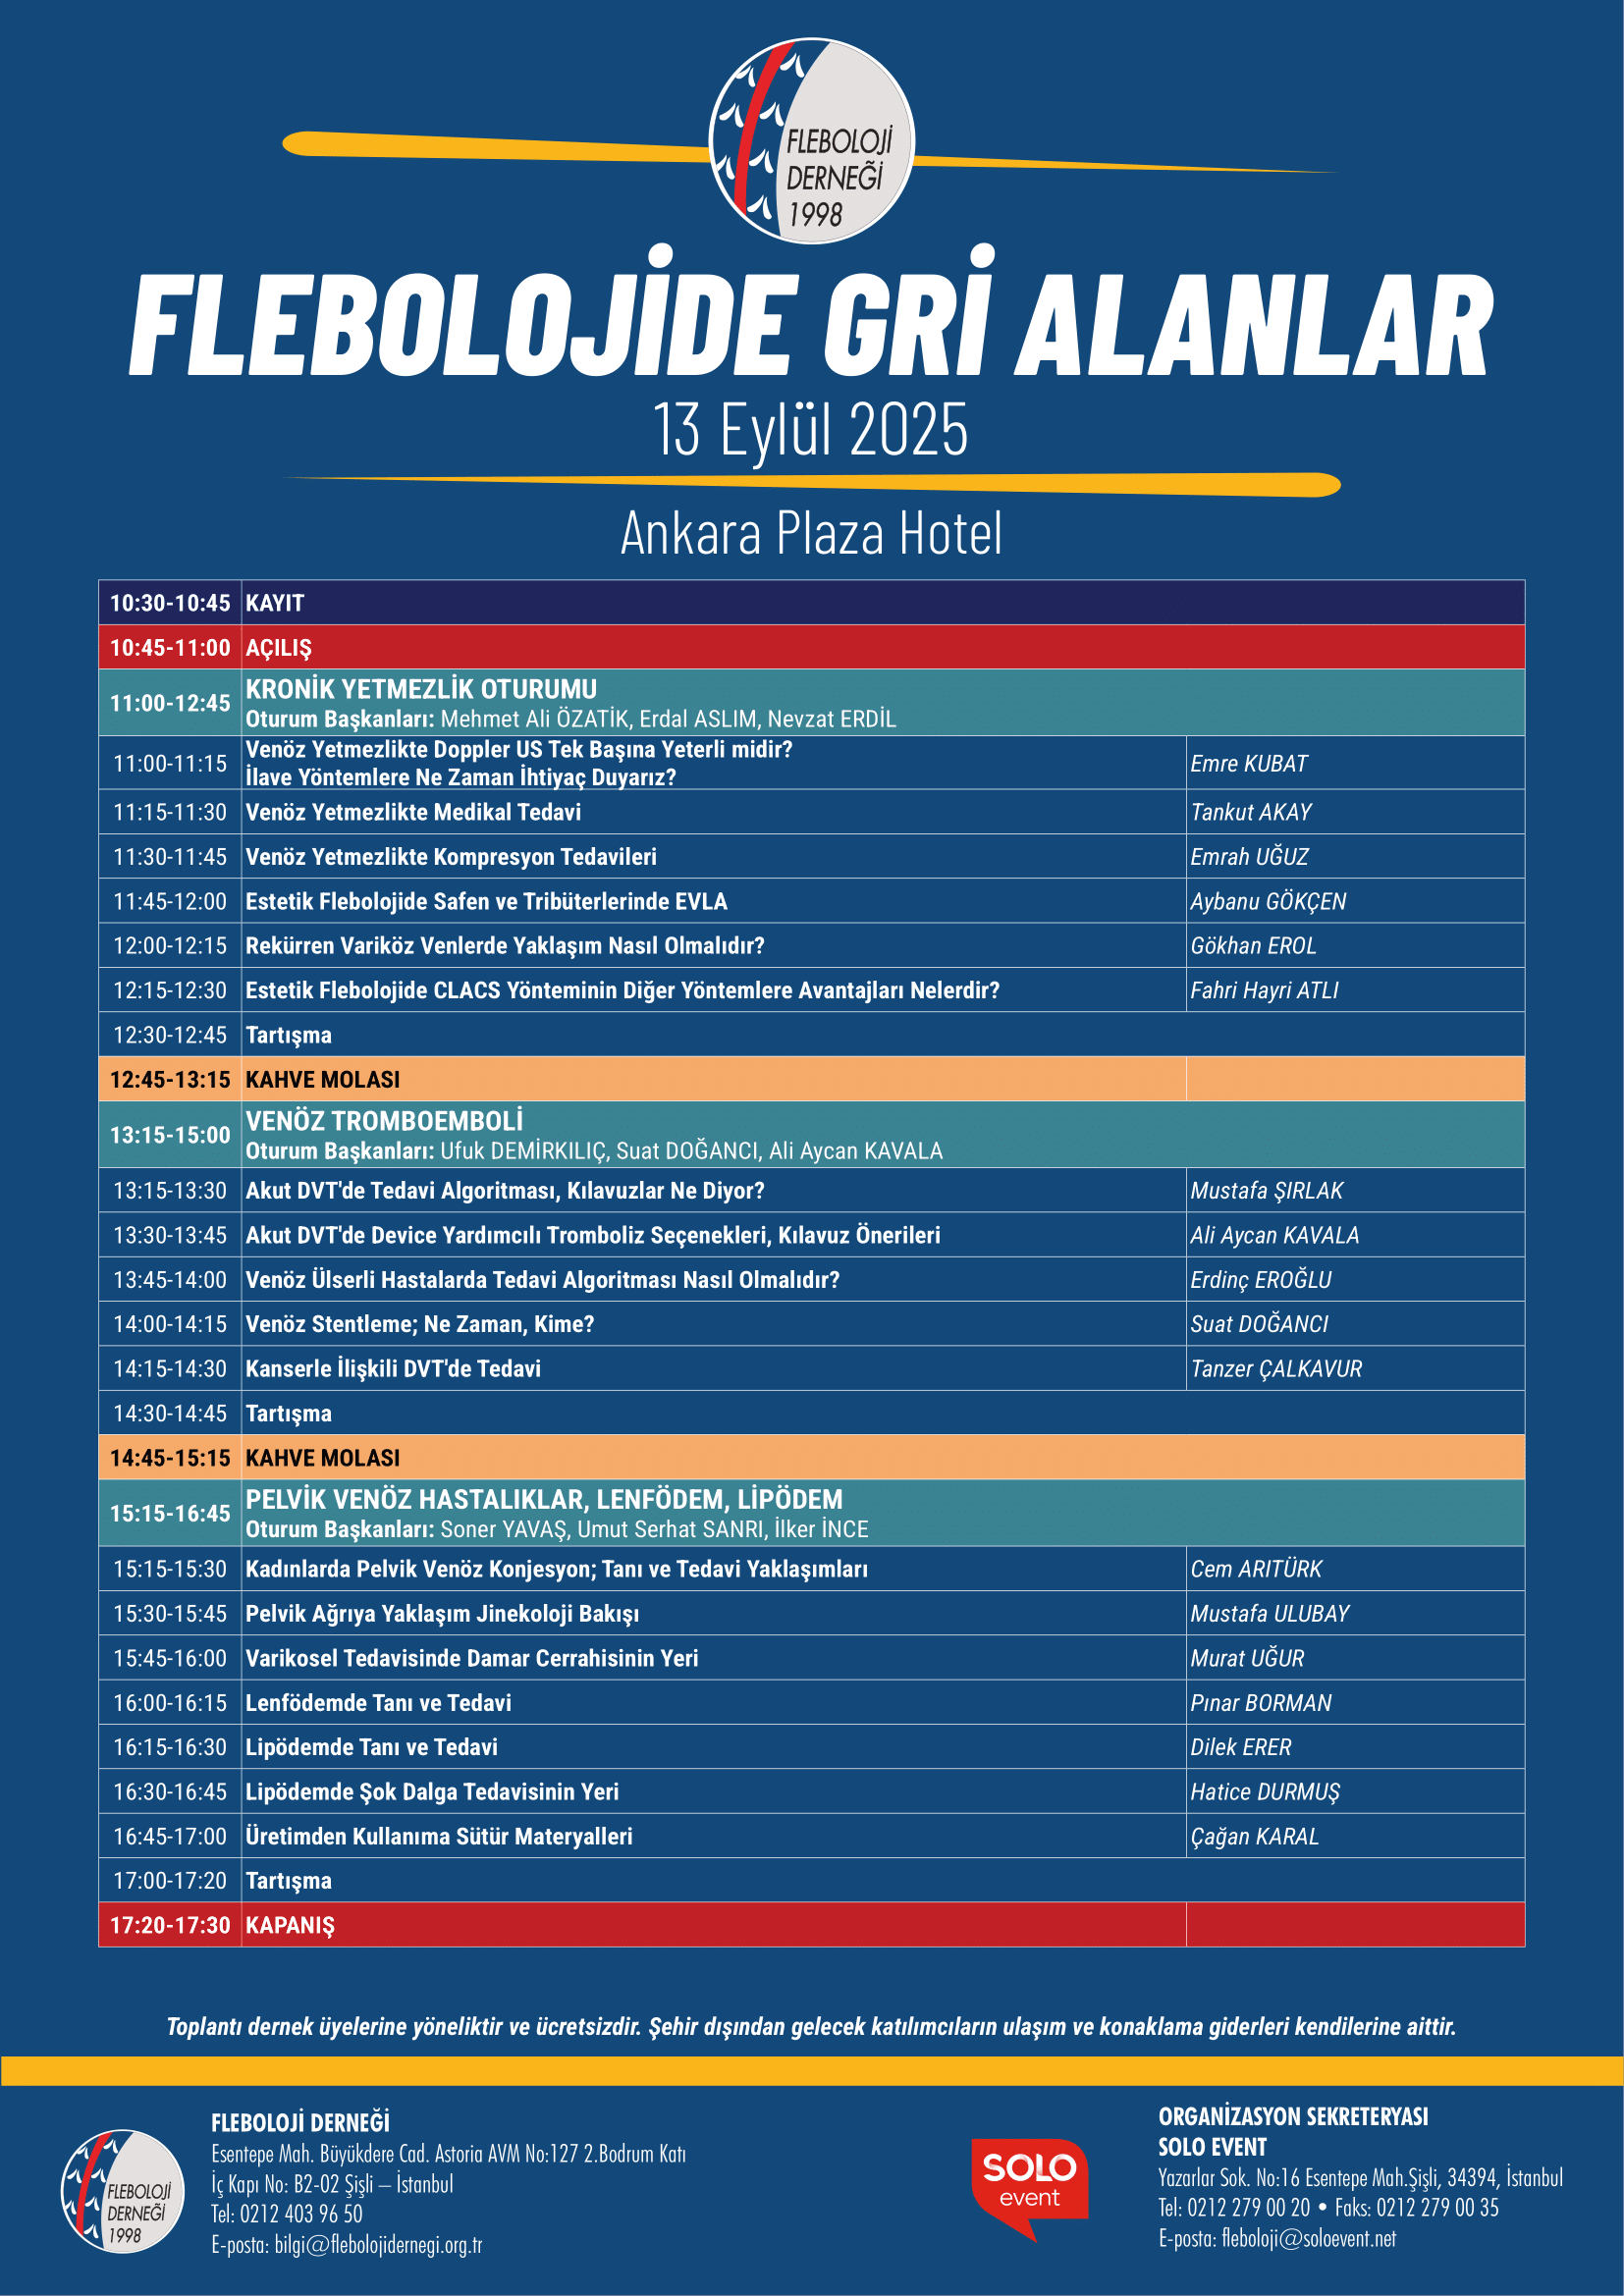 FLEBOLOJİ
DERNEĞİ
1998
FLEBOLOJİDE GRİ ALANLAR
13 Eylül 2025
Ankara Plaza Hotel
10:30-10:45 KAYIT
10:45-11:00 AÇILIŞ
11:00-12:45 KRONİK YETMEZLİK OTURUMU
Oturum Başkanları: Mehmet Ali ÖZATİK, Erdal ASLIM, Nevzat ERDİL
11:00-11:15 Venöz Yetmezlikte Doppler US Tek Başına Yeterli midir?
İlave Yöntemlere Ne Zaman İhtiyaç Duyarız? Emre KUBAT
11:15-11:30 Venöz Yetmezlikte Medikal Tedavi Tankut AKAY
11:30-11:45 Venöz Yetmezlikte Kompresyon Tedavileri Emrah UĞUZ
11:45-12:00 Estetik Flebolojide Safen ve Tribüterlerinde EVLA Aybanu GÖKÇEN
12:00-12:15 Rekürren Variköz Venlerde Yaklaşım Nasıl Olmalıdır? Gökhan EROL
12:15-12:30 Estetik Flebolojide CLACS Yönteminin Diğer Yöntemlere Avantajları Nelerdir? Fahri Hayri ATLI
12:30-12:45 Tartışma
12:45-13:15 KAHVE MOLASI
13:15-15:00 VENÖZ TROMBOEMBOLİ
Oturum Başkanları: Ufuk DEMİRKILIÇ, Suat DOĞANCI, Ali Aycan KAVALA
13:15-13:30 Akut DVT'de Tedavi Algoritması, Kılavuzlar Ne Diyor? Mustafa ŞIRLAK
13:30-13:45 Akut DVT'de Device Yardımcılı Tromboliz Seçenekleri, Kılavuz Önerileri Ali Aycan KAVALA
13:45-14:00 Venöz Ülserli Hastalarda Tedavi Algoritması Nasıl Olmalıdır? Erdinç EROĞLU
14:00-14:15 Venöz Stentleme; Ne Zaman, Kime? Suat DOĞANCI
14:15-14:30 Kanserle İlişkili DVT'de Tedavi Tanzer ÇALKAVUR
14:30-14:45 Tartışma
14:45-15:15 KAHVE MOLASI
15:15-16:45 PELVİK VENÖZ HASTALIKLAR, LENFÖDEM, LİPÖDEM
Oturum Başkanları: Soner YAVAŞ, Umut Serhat SANRI, İlker İNCE
15:15-15:30 Kadınlarda Pelvik Venöz Konjesyon; Tanı ve Tedavi Yaklaşımları Cem ARITÜRK
15:30-15:45 Pelvik Ağrıya Yaklaşım Jinekoloji Bakışı Mustafa ULUBAY
15:45-16:00 Varikosel Tedavisinde Damar Cerrahisinin Yeri Murat UĞUR
16:00-16:15 Lenfödemde Tanı ve Tedavi Pınar BORMAN
16:15-16:30 Lipödemde Tanı ve Tedavi Dilek ERER
16:30-16:45 Lipödemde Şok Dalga Tedavisinin Yeri Hatice DURMUŞ
16:45-17:00 Üretimden Kullanıma Sütür Materyalleri Çağan KARAL
17:00-17:20 Tartışma
17:20-17:30 KAPANIŞ
Toplantı dernek üyelerine yöneliktir ve ücretsizdir. Şehir dışından gelecek katılımcıların ulaşım ve konaklama giderleri kendilerine aittir.
FLEBOLOJİ
DERNEĞİ
1998
FLEBOLOJİ DERNEĞİ
Esentepe Mah. Büyükdere Cad. Astoria AVM No:127 2.Bodrum Katı
İç Kapı No: B2-02 Şişli – İstanbul
Tel: 0212 403 96 50
E-posta: bilgi@flebolojidernegi.org.tr
SOLO
event
ORGANİZASYON SEKRETERYASI
SOLO EVENT
Yazarlar Sok. No:16 Esentepe Mah.Şişli, 34394, İstanbul
Tel: 0212 279 00 20 • Faks: 0212 279 00 35
E-posta: fleboloji@soloevent.net